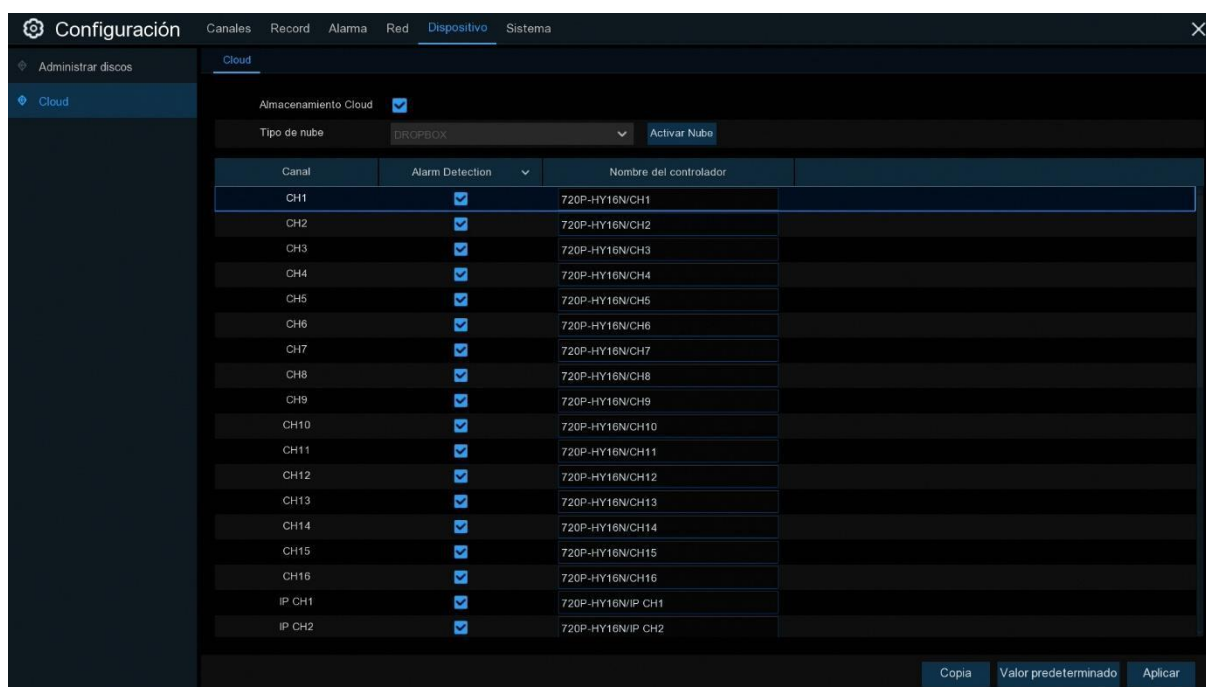 Configuración Canales Record Alarma Red Dispositivo Sistema
Administrar discos
Cloud
Cloud
Almacenamiento Cloud
Tipo de nube DROPBOX Activar Nube
Canal Alarm Detection Nombre del controlador
CH1 720P-HY16N/CH1
CH2 720P-HY16N/CH2
CH3 720P-HY16N/CH3
CH4 720P-HY16N/CH4
CH5 720P-HY16N/CH5
CH6 720P-HY16N/CH6
CH7 720P-HY16N/CH7
CH8 720P-HY16N/CH8
CH9 720P-HY16N/CH9
CH10 720P-HY16N/CH10
CH11 720P-HY16N/CH11
CH12 720P-HY16N/CH12
CH13 720P-HY16N/CH13
CH14 720P-HY16N/CH14
CH15 720P-HY16N/CH15
CH16 720P-HY16N/CH16
IP CH1 720P-HY16N/IP CH1
IP CH2 720P-HY16N/IP CH2
Copia Valor predeterminado Aplicar